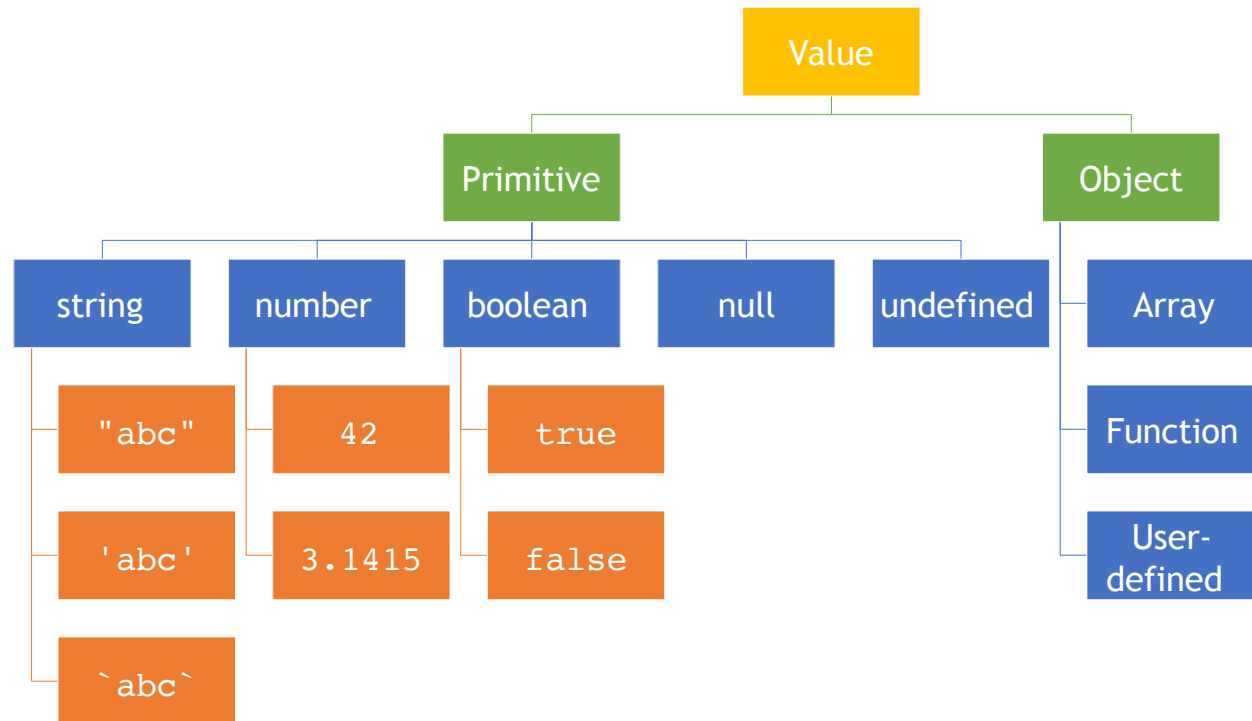 Value
Primitive
Object
string
number
boolean
null
undefined
Array
"abc"
42
true
Function
'abc'
3.1415
false
User-
defined
`abc`